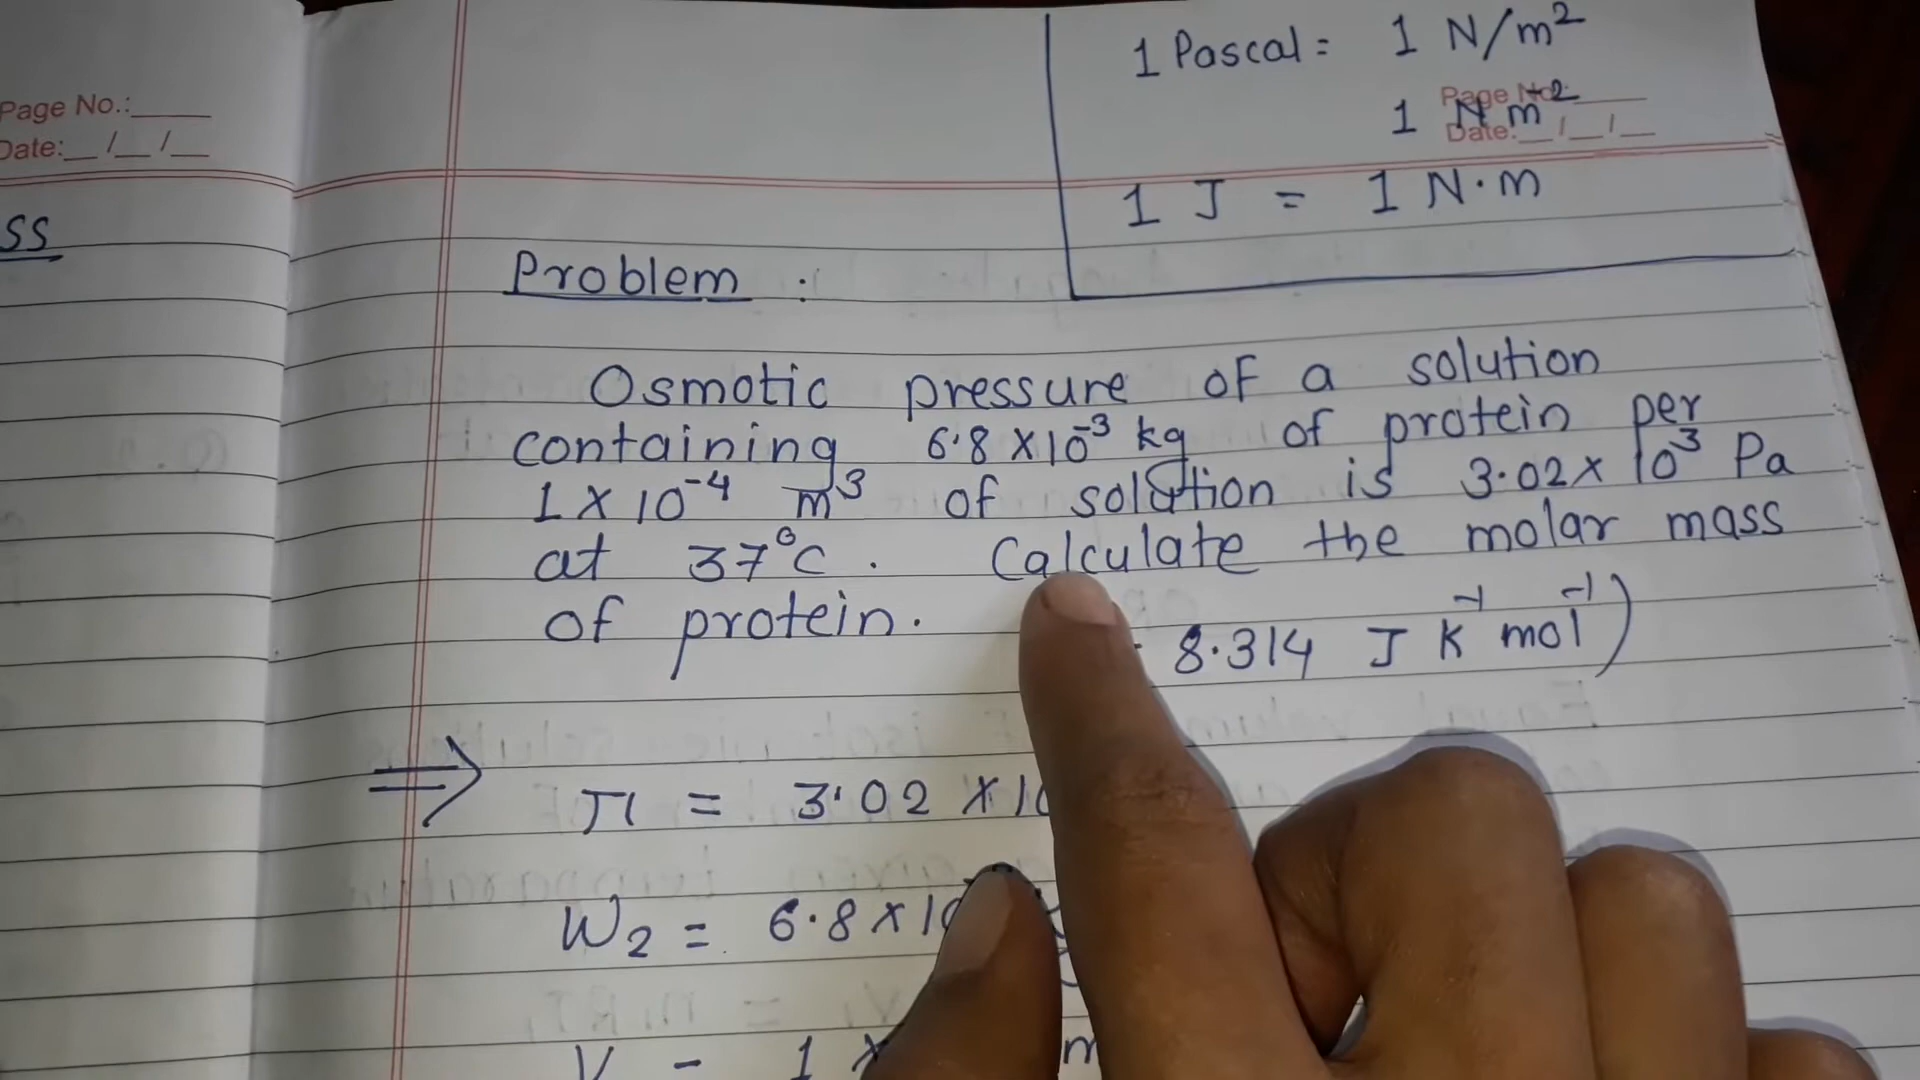 1 Pascal = 1 N/m²
Page No.:
Page No.:
1 N m⁻²
Date: / /
Date: / /
1 J = 1 N·m
SS
Problem :
Osmotic pressure of a solution
containing 6.8 × 10⁻³ kg of protein per
1 × 10⁻⁴ m³ of solution is 3.02 × 10³ Pa
at 37°C. Calculate the molar mass
of protein. 8.314 J K⁻¹ mol⁻¹)
⇒ π = 3.02 × 10
W₂ = 6.8 × 10
V = 1 × m